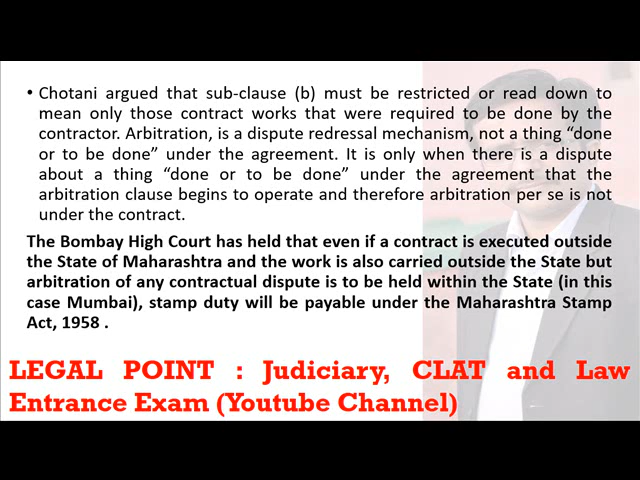 • Chotani argued that sub-clause (b) must be restricted or read down to
mean only those contract works that were required to be done by the
contractor. Arbitration, is a dispute redressal mechanism, not a thing “done
or to be done” under the agreement. It is only when there is a dispute
about a thing “done or to be done” under the agreement that the
arbitration clause begins to operate and therefore arbitration per se is not
under the contract.
The Bombay High Court has held that even if a contract is executed outside
the State of Maharashtra and the work is also carried outside the State but
arbitration of any contractual dispute is to be held within the State (in this
case Mumbai), stamp duty will be payable under the Maharashtra Stamp
Act, 1958 .
LEGAL POINT : Judiciary, CLAT and Law
Entrance Exam (Youtube Channel)